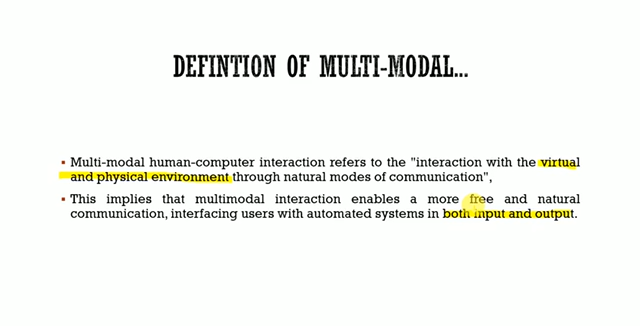 DEFINTION OF MULTI-MODAL...
▪ Multi-modal human-computer interaction refers to the "interaction with the virtual
and physical environment through natural modes of communication",
▪ This implies that multimodal interaction enables a more free and natural
communication, interfacing users with automated systems in both input and output.